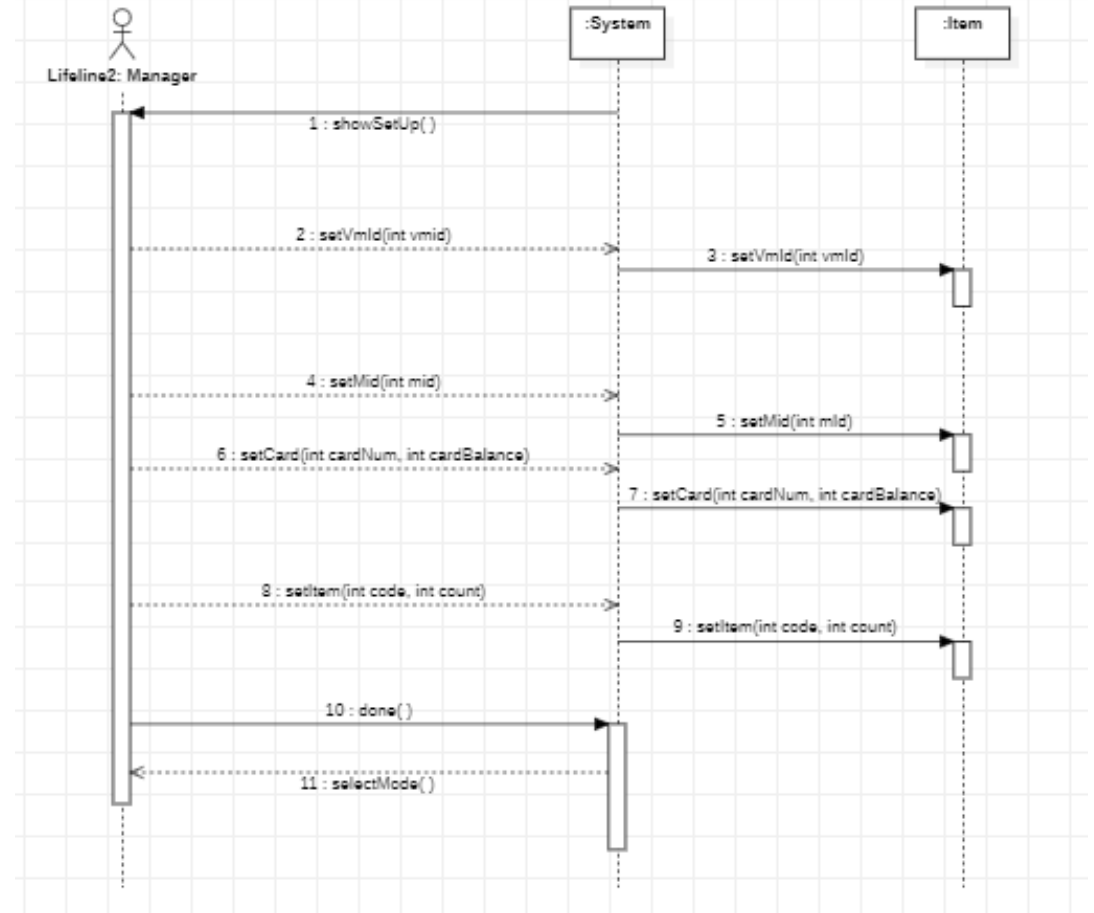 :System
:Item
Lifeline2: Manager
1 : showSetUp( )
2 : setVmId(int vmid)
3 : setVmId(int vmId)
4 : setMid(int mid)
5 : setMid(int mId)
6 : setCard(int cardNum, int cardBalance)
7 : setCard(int cardNum, int cardBalance)
8 : setItem(int code, int count)
9 : setItem(int code, int count)
10 : done( )
11 : selectMode( )